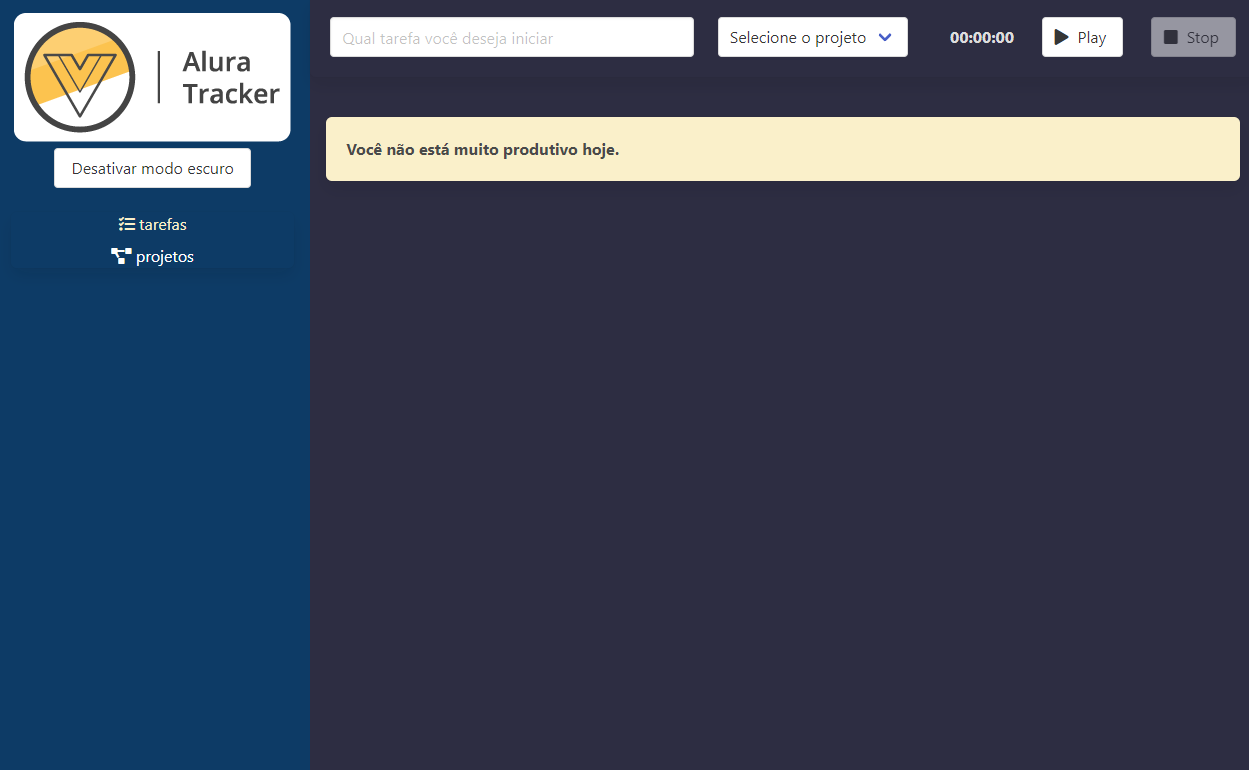 Alura
Tracker
Desativar modo escuro
tarefas
projetos
Qual tarefa você deseja iniciar
Selecione o projeto
00:00:00
Play
Stop
Você não está muito produtivo hoje.